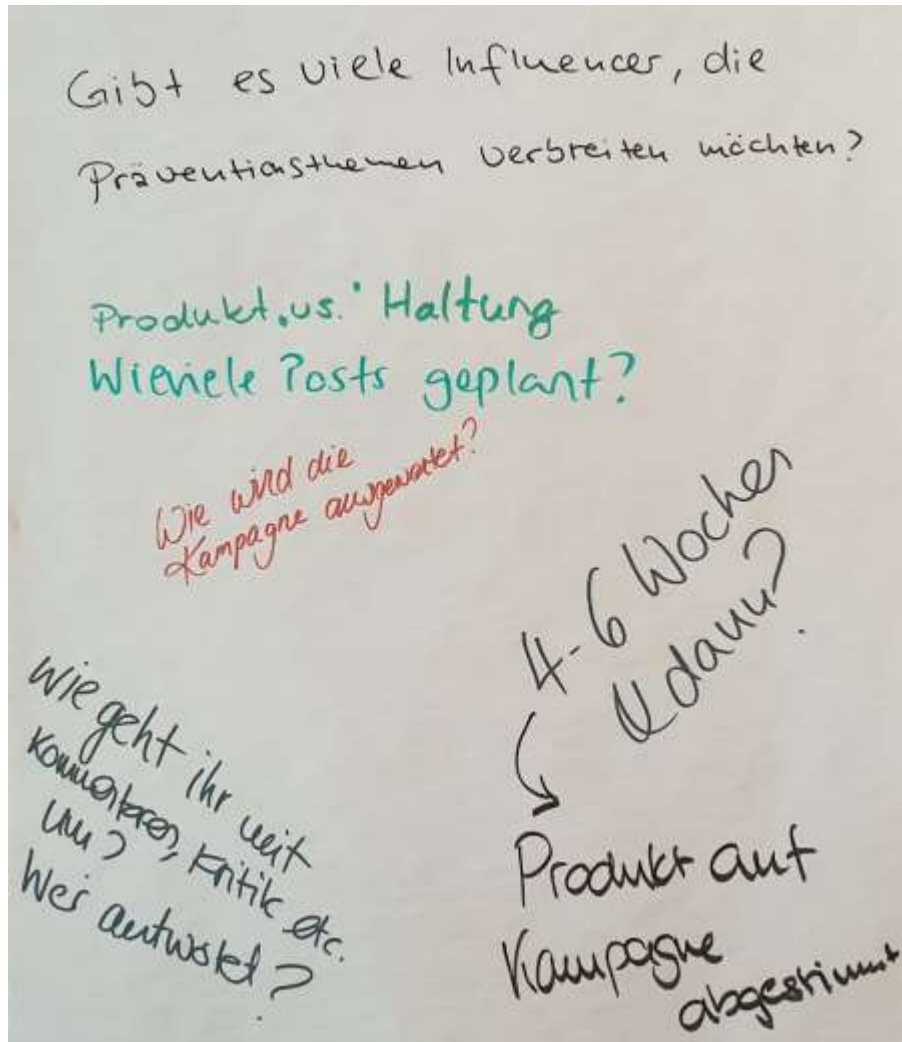 Gibt es viele Influencer, die
Präventionsthemen verbreiten möchten?
Produkt vs. Haltung
Wieviele Posts geplant?
Wie wird die
Kampagne ausgewertet?
4-6 Wochen
& dann?
Produkt auf
Kampagne
abgestimmt
Wie geht ihr mit
Kommentaren, Kritik etc.
um?
Wer antwortet?